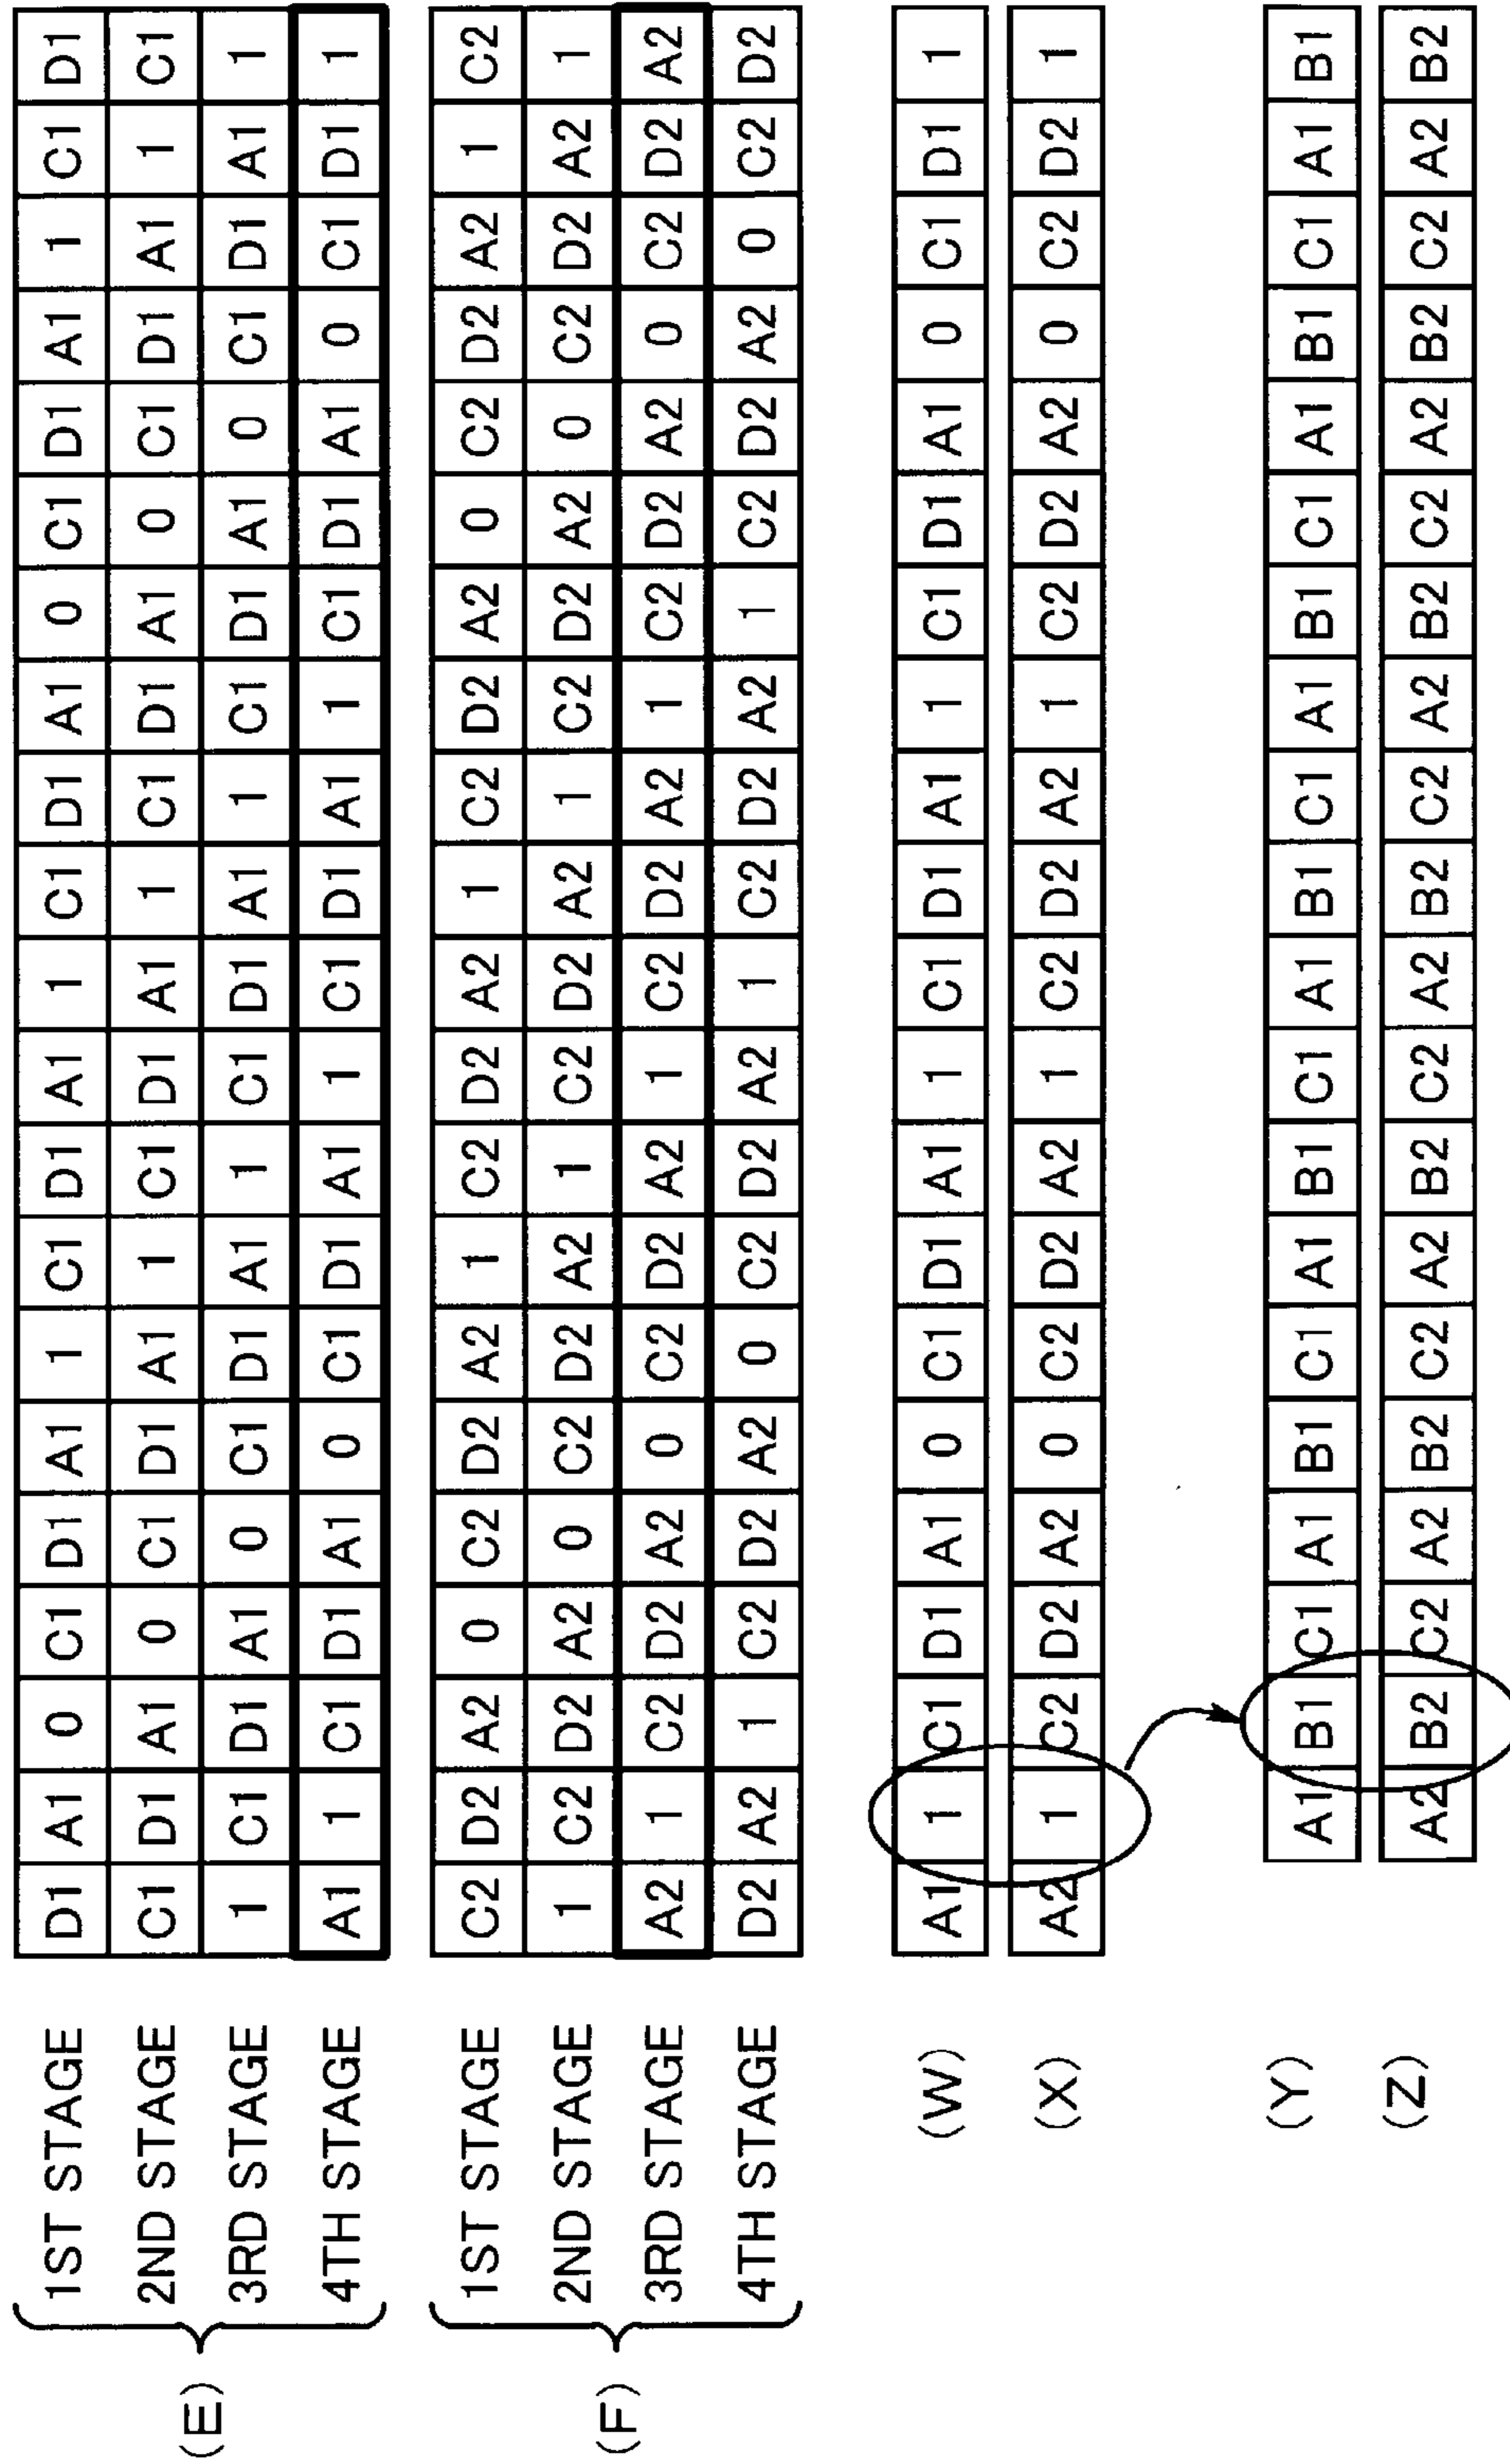 (E)
1ST STAGE D1 A1 0 C1 D1 A1 1 C1 D1 A1 1 C1 D1 A1 0 C1 D1 A1 1 C1 D1
2ND STAGE C1 D1 A1 0 C1 D1 A1 1 C1 D1 A1 1 C1 D1 A1 0 C1 D1 A1 1 C1
3RD STAGE 1 C1 D1 A1 0 C1 D1 A1 1 C1 D1 A1 1 C1 D1 A1 0 C1 D1 A1 1
4TH STAGE A1 1 C1 D1 A1 0 C1 D1 A1 1 C1 D1 A1 1 C1 D1 A1 0 C1 D1 1
(F)
1ST STAGE C2 D2 A2 0 C2 D2 A2 1 C2 D2 A2 1 C2 D2 A2 0 C2 D2 A2 1 C2
2ND STAGE 1 C2 D2 A2 0 C2 D2 A2 1 C2 D2 A2 1 C2 D2 A2 0 C2 D2 A2 1
3RD STAGE A2 1 C2 D2 A2 0 C2 D2 A2 1 C2 D2 A2 1 C2 D2 A2 0 C2 D2 A2
4TH STAGE D2 A2 1 C2 D2 A2 0 C2 D2 A2 1 C2 D2 A2 1 C2 D2 A2 0 C2 D2
(W) A1 1 C1 D1 A1 0 C1 D1 A1 1 C1 D1 A1 1 C1 D1 A1 0 C1 D1 1
(X) A2 1 C2 D2 A2 0 C2 D2 A2 1 C2 D2 A2 1 C2 D2 A2 0 C2 D2 1
(Y) A1 B1 C1 A1 B1 C1 A1 B1 C1 A1 B1 C1 A1 B1 C1 A1 B1 C1 A1 B1
(Z) A2 B2 C2 A2 B2 C2 A2 B2 C2 A2 B2 C2 A2 B2 C2 A2 B2 C2 A2 B2